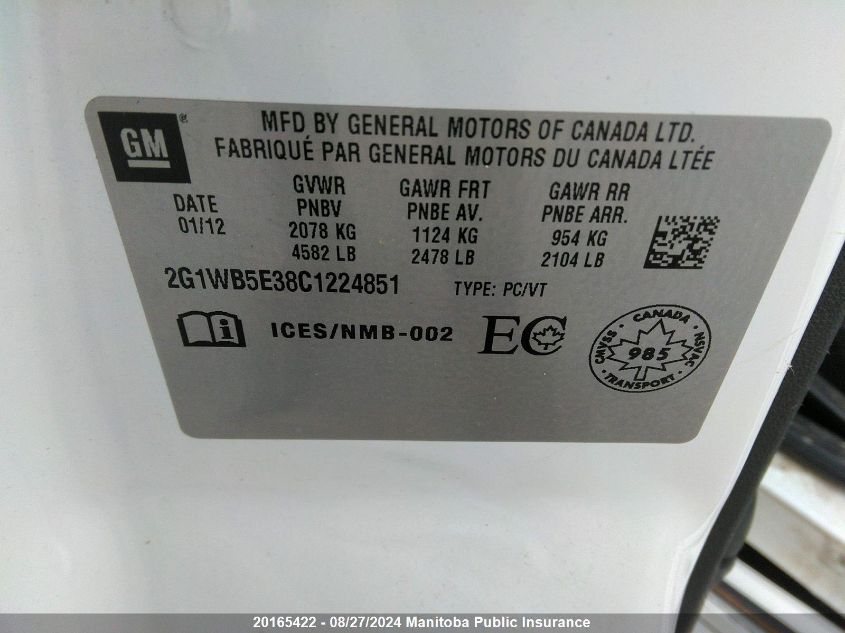 GM®
MFD BY GENERAL MOTORS OF CANADA LTD.
FABRIQUÉ PAR GENERAL MOTORS DU CANADA LTÉE
DATE
01/12
GVWR
PNBV
2078 KG
4582 LB
GAWR FRT
PNBE AV.
1124 KG
2478 LB
GAWR RR
PNBE ARR.
954 KG
2104 LB
2G1WB5E38C1224851 TYPE: PC/VT
ICES/NMB-002 EC
CANADA
CMVSS
NSVAC
985
TRANSPORT
20165422 - 08/27/2024 Manitoba Public Insurance